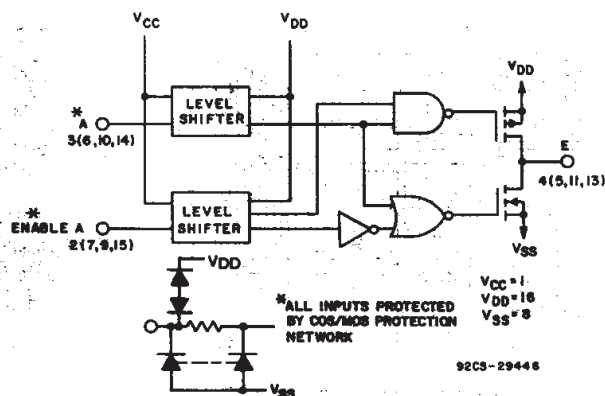 VCC
VDD
LEVEL
SHIFTER
* A
3(6,10,14)
VDD
E
4(5,11,13)
LEVEL
SHIFTER
*
ENABLE A
2(7,9,15)
VSS
VDD
*ALL INPUTS PROTECTED
BY COS/MOS PROTECTION
NETWORK
VCC = 1
VDD = 16
VSS = 8
VSS
92CS-29446